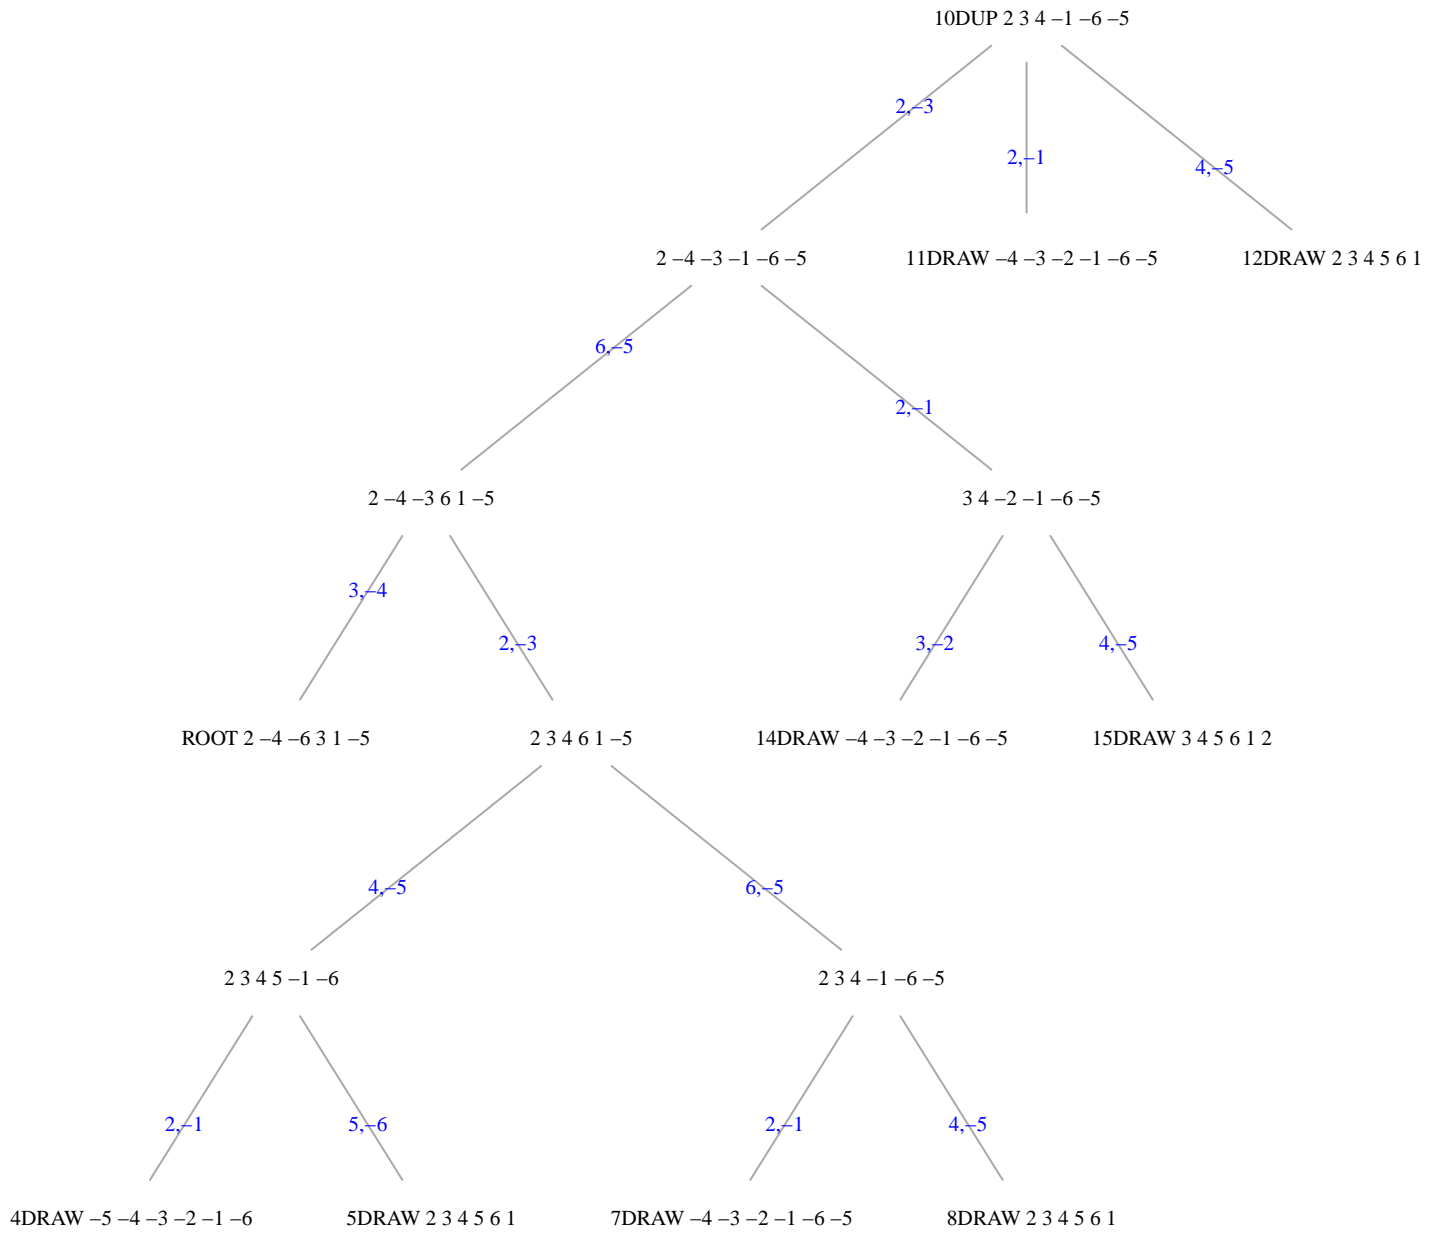 10DUP 2 3 4 –1 –6 –5
2,–3
2,–1
4,–5
2 –4 –3 –1 –6 –5
11DRAW –4 –3 –2 –1 –6 –5
12DRAW 2 3 4 5 6 1
6,–5
2,–1
2 –4 –3 6 1 –5
3 4 –2 –1 –6 –5
3,–4
2,–3
3,–2
4,–5
ROOT 2 –4 –6 3 1 –5
2 3 4 6 1 –5
14DRAW –4 –3 –2 –1 –6 –5
15DRAW 3 4 5 6 1 2
4,–5
6,–5
2 3 4 5 –1 –6
2 3 4 –1 –6 –5
2,–1
5,–6
2,–1
4,–5
4DRAW –5 –4 –3 –2 –1 –6
5DRAW 2 3 4 5 6 1
7DRAW –4 –3 –2 –1 –6 –5
8DRAW 2 3 4 5 6 1